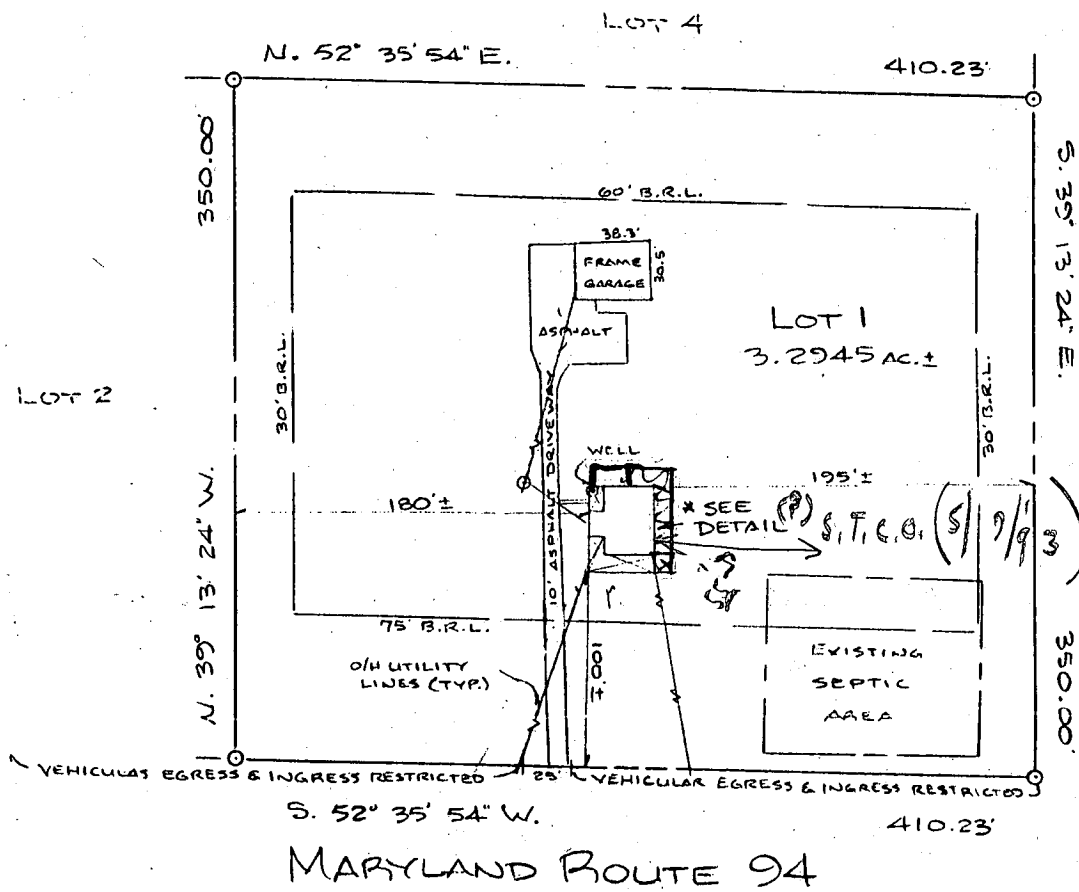 LOT 4
N. 52° 35' 54" E.
410.23'
350.00'
S. 39° 13' 24" E.
60' B.R.L.
38.3'
FRAME
GARAGE
30.5'
ASPHALT
LOT 1
3.2945 AC.±
LOT 2
30' B.R.L.
30' B.R.L.
10' ASPHALT DRIVEWAY
WELL
180'±
195'±
* SEE
DETAIL
N. 39° 13' 24" W.
75' B.R.L.
O/H UTILITY
LINES (TYP.)
100'±
EXISTING
SEPTIC
AREA
350.00'
VEHICULAS EGRESS & INGRESS RESTRICTED
25'
VEHICULAR EGRESS & INGRESS RESTRICTED
S. 52° 35' 54" W.
410.23'
MARYLAND ROUTE 94